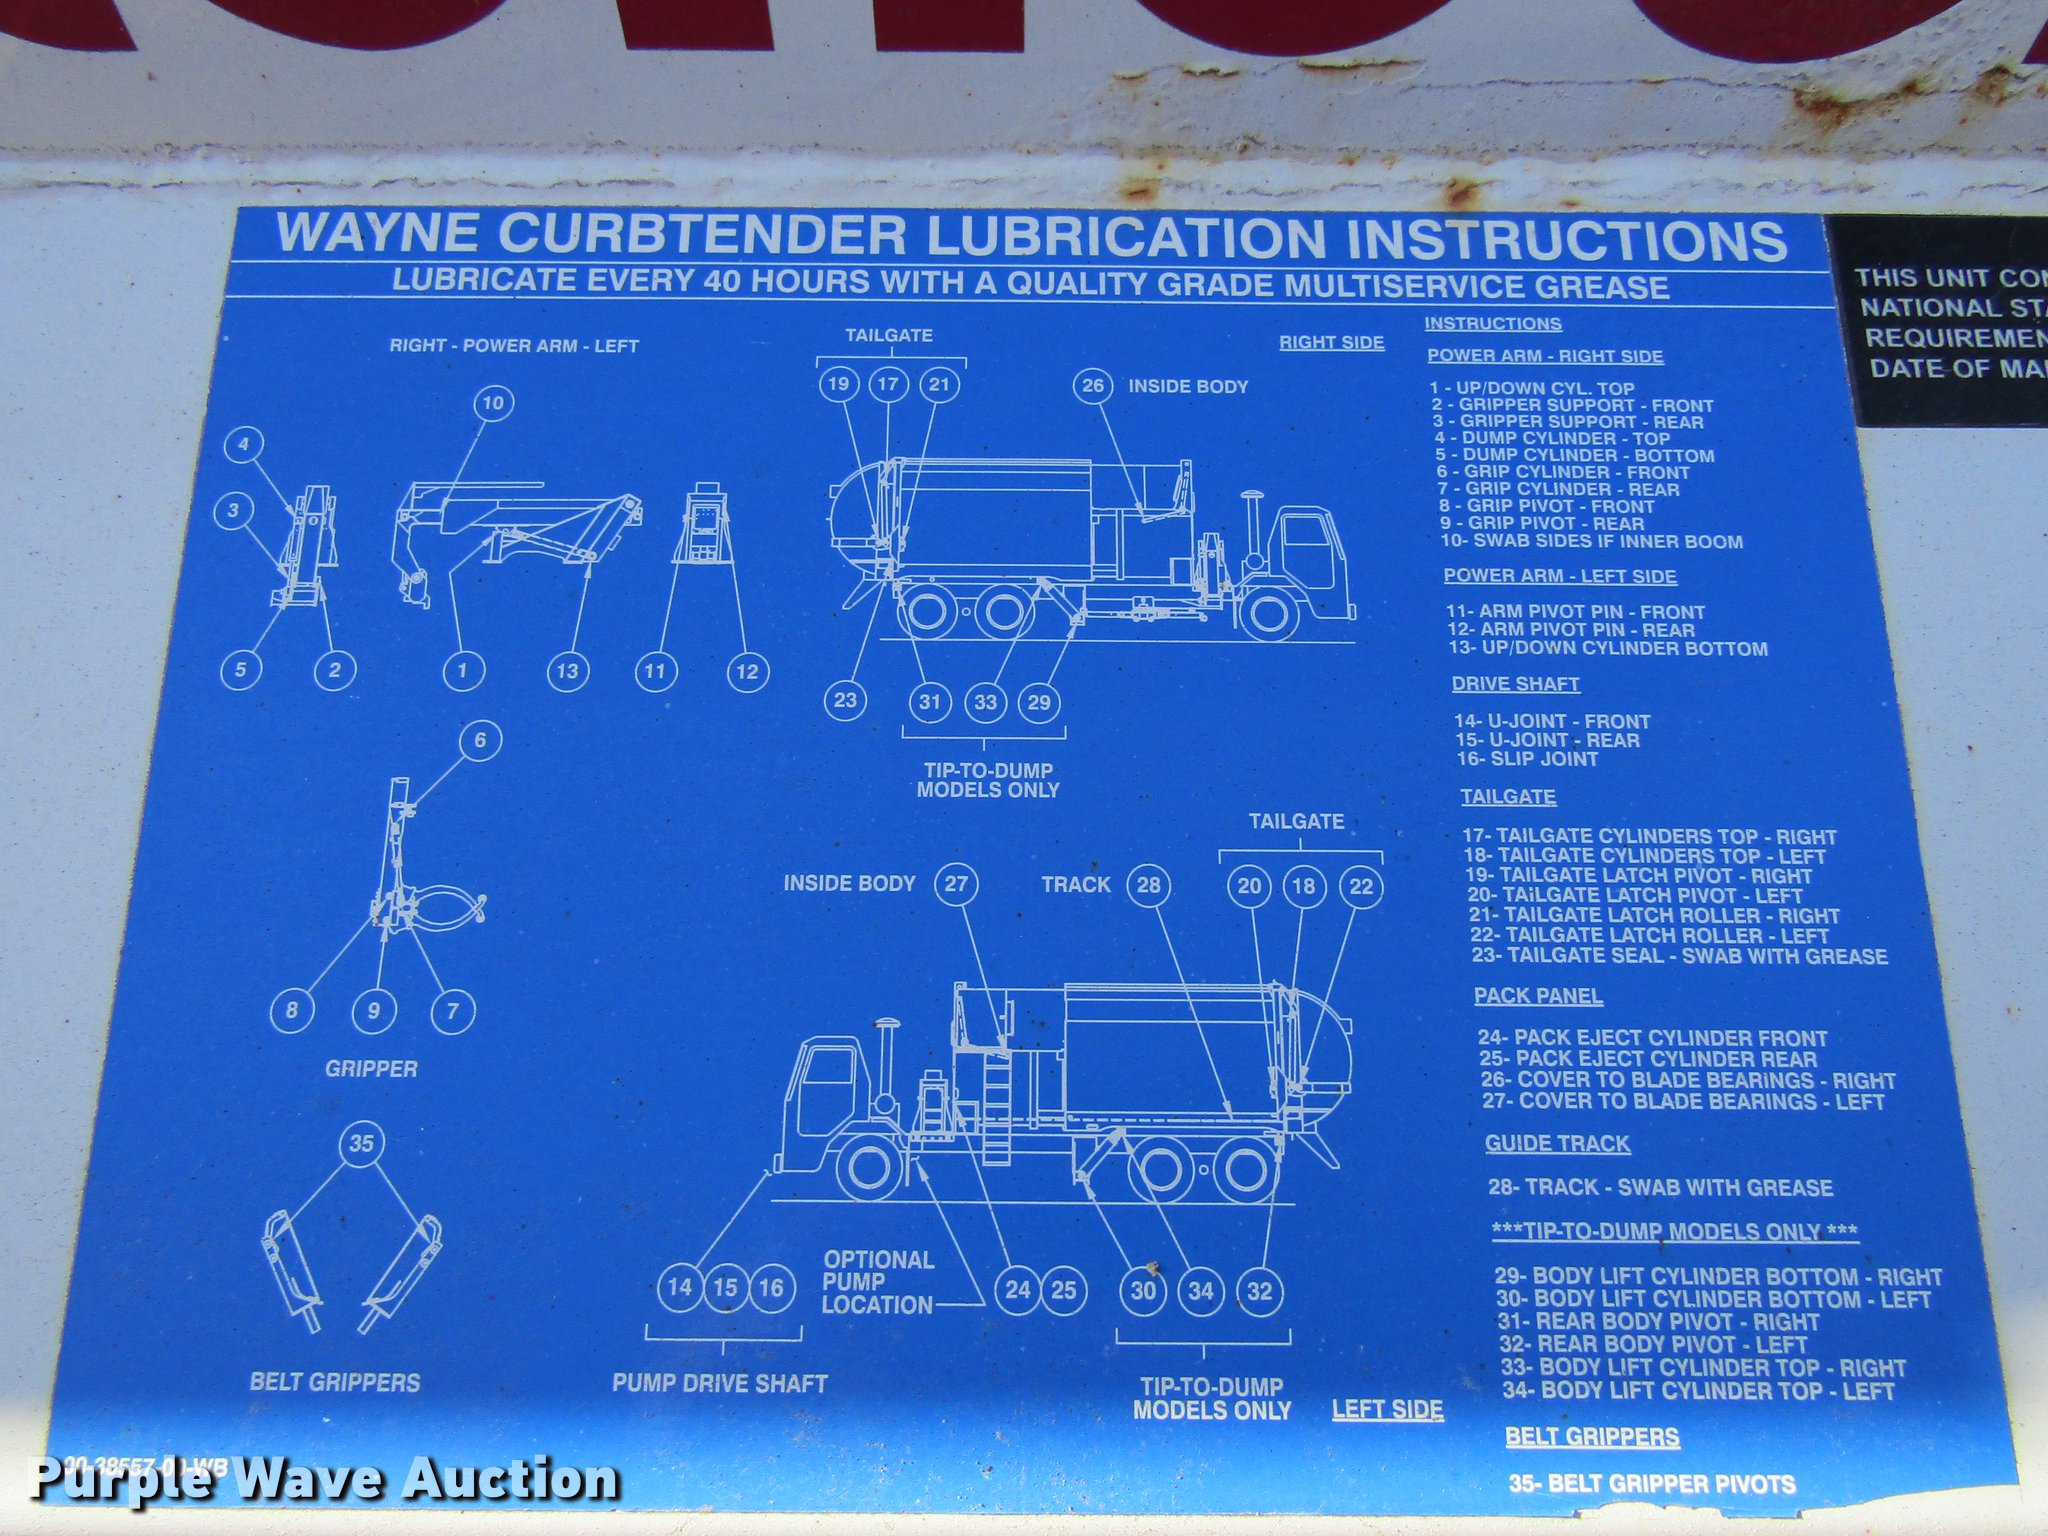 WAYNE CURBTENDER LUBRICATION INSTRUCTIONS
LUBRICATE EVERY 40 HOURS WITH A QUALITY GRADE MULTISERVICE GREASE
THIS UNIT
NATIONAL
DATE OF
RIGHT - POWER ARM - LEFT
10
4
3
5
2
1
13
11
12
TAILGATE
19 17 21
26 INSIDE BODY
RIGHT SIDE
23 31 33 29
TIP-TO-DUMP
MODELS ONLY
6
8 9 7
GRIPPER
35
BELT GRIPPERS
TAILGATE
INSIDE BODY 27
TRACK 28
20 18 22
14 15 16
PUMP DRIVE SHAFT
OPTIONAL
PUMP
LOCATION
24 25
30 34 32
TIP-TO-DUMP
MODELS ONLY
LEFT SIDE
INSTRUCTIONS
POWER ARM - RIGHT SIDE
1 - UP/DOWN CYL. TOP
2 - GRIPPER SUPPORT - FRONT
3 - GRIPPER SUPPORT - REAR
4 - DUMP CYLINDER - TOP
5 - DUMP CYLINDER - BOTTOM
6 - GRIP CYLINDER - FRONT
7 - GRIP CYLINDER - REAR
8 - GRIP PIVOT - FRONT
9 - GRIP PIVOT - REAR
10- SWAB SIDES IF INNER BOOM
POWER ARM - LEFT SIDE
11- ARM PIVOT PIN - FRONT
12- ARM PIVOT PIN - REAR
13- UP/DOWN CYLINDER BOTTOM
DRIVE SHAFT
14- U-JOINT - FRONT
15- U-JOINT - REAR
16- SLIP JOINT
TAILGATE
17- TAILGATE CYLINDERS TOP - RIGHT
18- TAILGATE CYLINDERS TOP - LEFT
19- TAILGATE LATCH PIVOT - RIGHT
20- TAILGATE LATCH PIVOT - LEFT
21- TAILGATE LATCH ROLLER - RIGHT
22- TAILGATE LATCH ROLLER - LEFT
23- TAILGATE SEAL - SWAB WITH GREASE
PACK PANEL
24- PACK EJECT CYLINDER FRONT
25- PACK EJECT CYLINDER REAR
26- COVER TO BLADE BEARINGS - RIGHT
27- COVER TO BLADE BEARINGS - LEFT
GUIDE TRACK
28- TRACK - SWAB WITH GREASE
***TIP-TO-DUMP MODELS ONLY ***
29- BODY LIFT CYLINDER BOTTOM - RIGHT
30- BODY LIFT CYLINDER BOTTOM - LEFT
31- REAR BODY PIVOT - RIGHT
32- REAR BODY PIVOT - LEFT
33- BODY LIFT CYLINDER TOP - RIGHT
34- BODY LIFT CYLINDER TOP - LEFT
BELT GRIPPERS
35- BELT GRIPPER PIVOTS
Purple Wave Auction